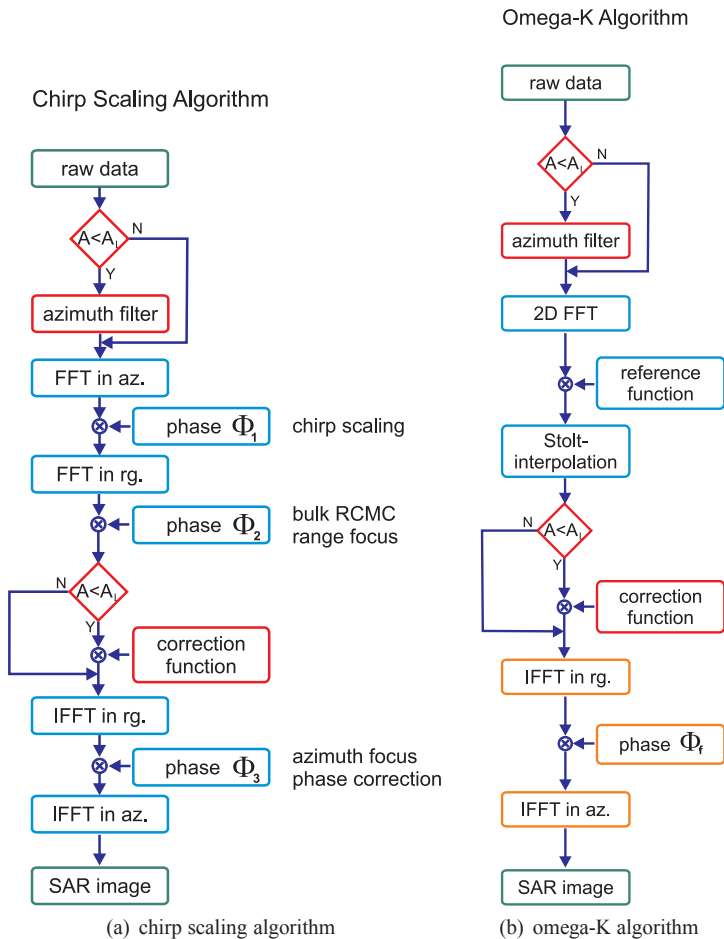 Chirp Scaling Algorithm
raw data
A<A_L
N
Y
azimuth filter
FFT in az.
phase Φ₁
chirp scaling
FFT in rg.
phase Φ₂
bulk RCMC
range focus
N
A<A_L
Y
correction
function
IFFT in rg.
phase Φ₃
azimuth focus
phase correction
IFFT in az.
SAR image
(a) chirp scaling algorithm
Omega-K Algorithm
raw data
A<A_L
N
Y
azimuth filter
2D FFT
reference
function
Stolt-
interpolation
N
A<A_L
Y
correction
function
IFFT in rg.
phase Φ_f
IFFT in az.
SAR image
(b) omega-K algorithm